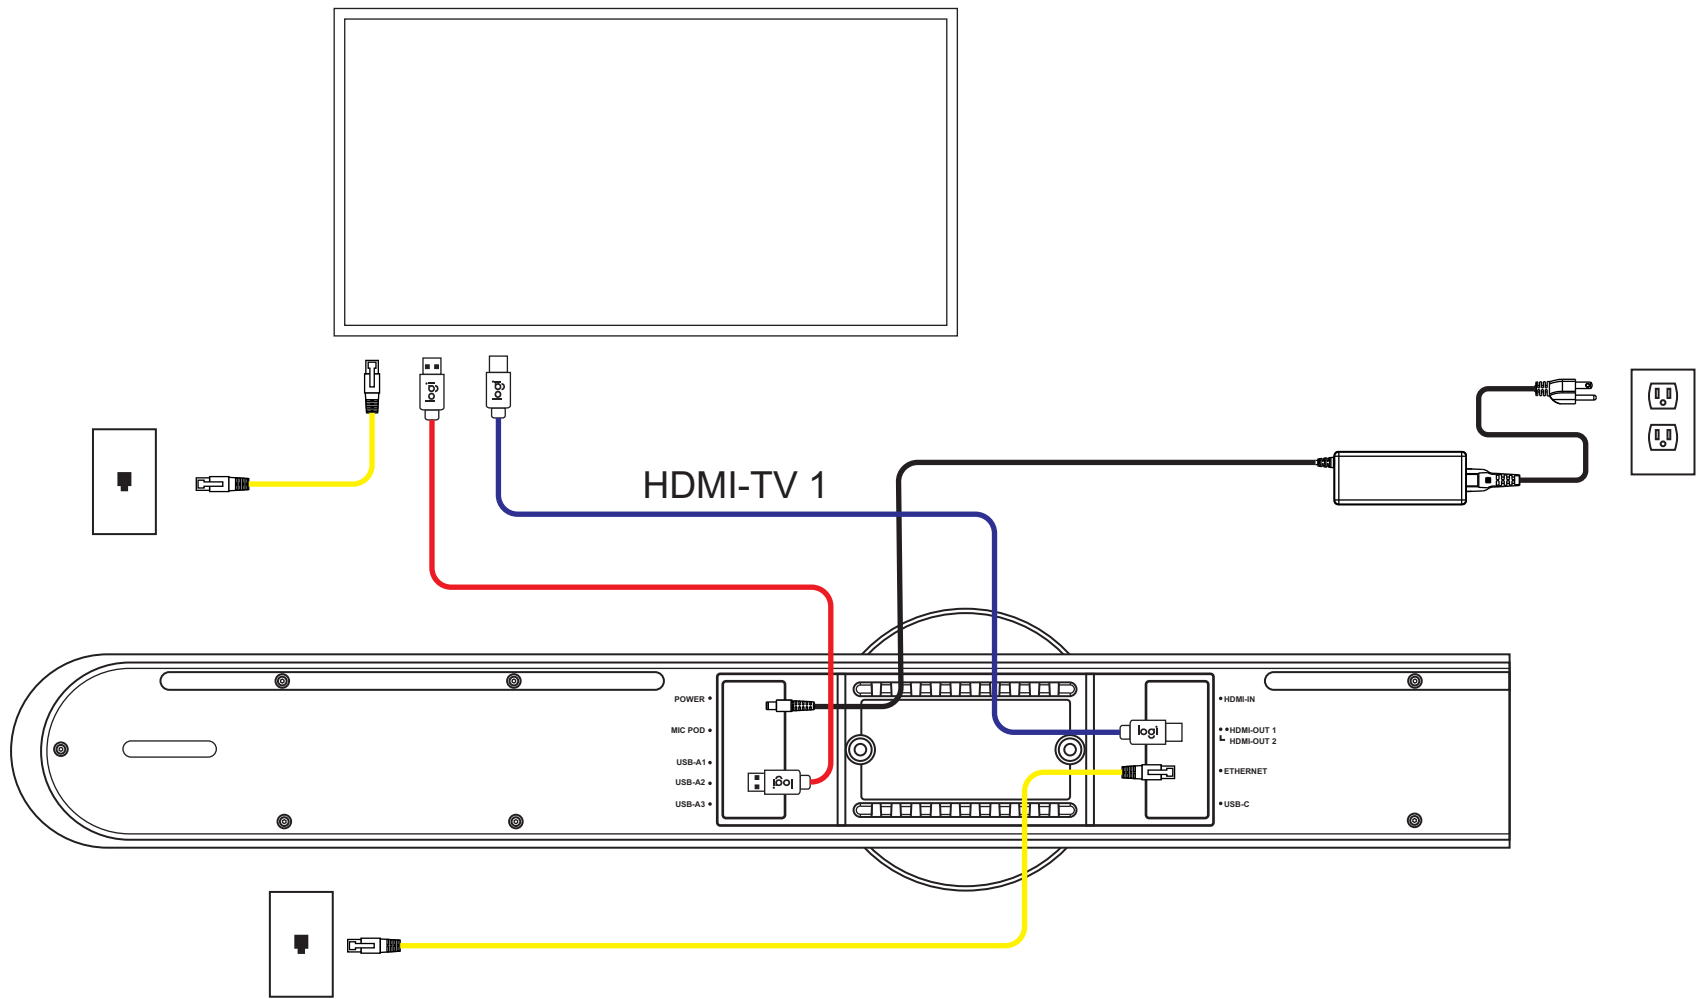 logi
logi
HDMI-TV 1
POWER
MIC POD
USB-A1
USB-A2
USB-A3
logi
logi
HDMI-IN
HDMI-OUT 1
HDMI-OUT 2
ETHERNET
USB-C